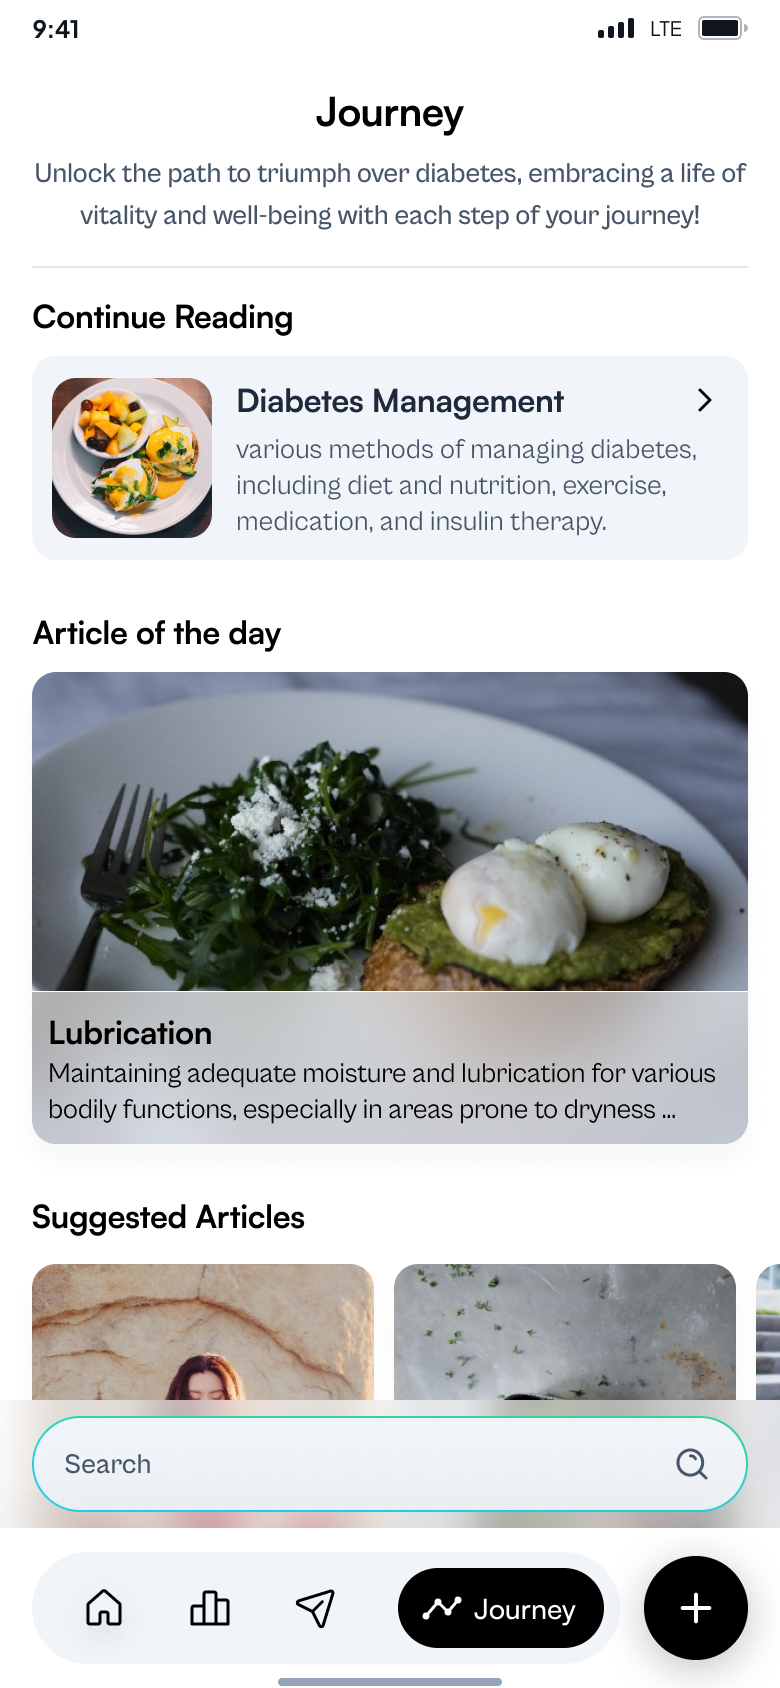 9:41
LTE
Journey
Unlock the path to triumph over diabetes, embracing a life of
vitality and well-being with each step of your journey!
Continue Reading
Diabetes Management
various methods of managing diabetes,
including diet and nutrition, exercise,
medication, and insulin therapy.
Article of the day
Lubrication
Maintaining adequate moisture and lubrication for various
bodily functions, especially in areas prone to dryness ...
Suggested Articles
Search
Journey